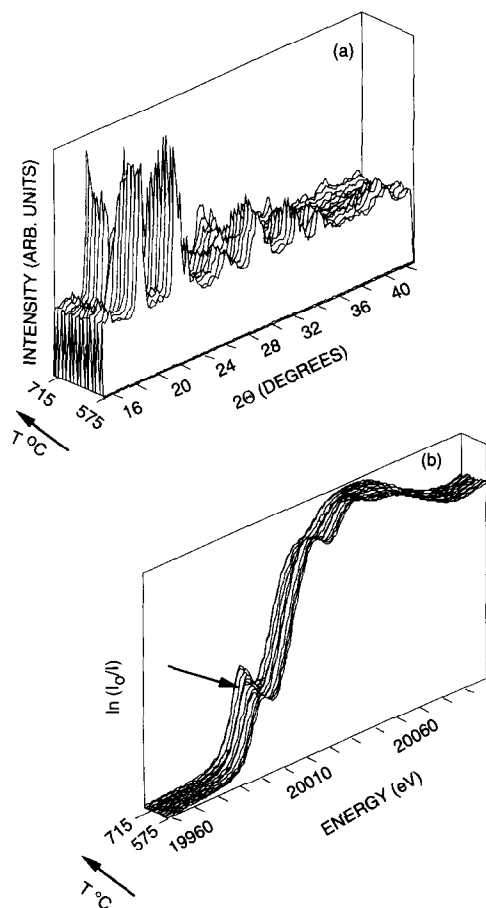 (a)
INTENSITY (ARB. UNITS)
715
575
T °C
16
20
24
28
32
36
40
2Θ (DEGREES)
(b)
ln (I₀/I)
715
575
T °C
19960
20010
20060
ENERGY (eV)